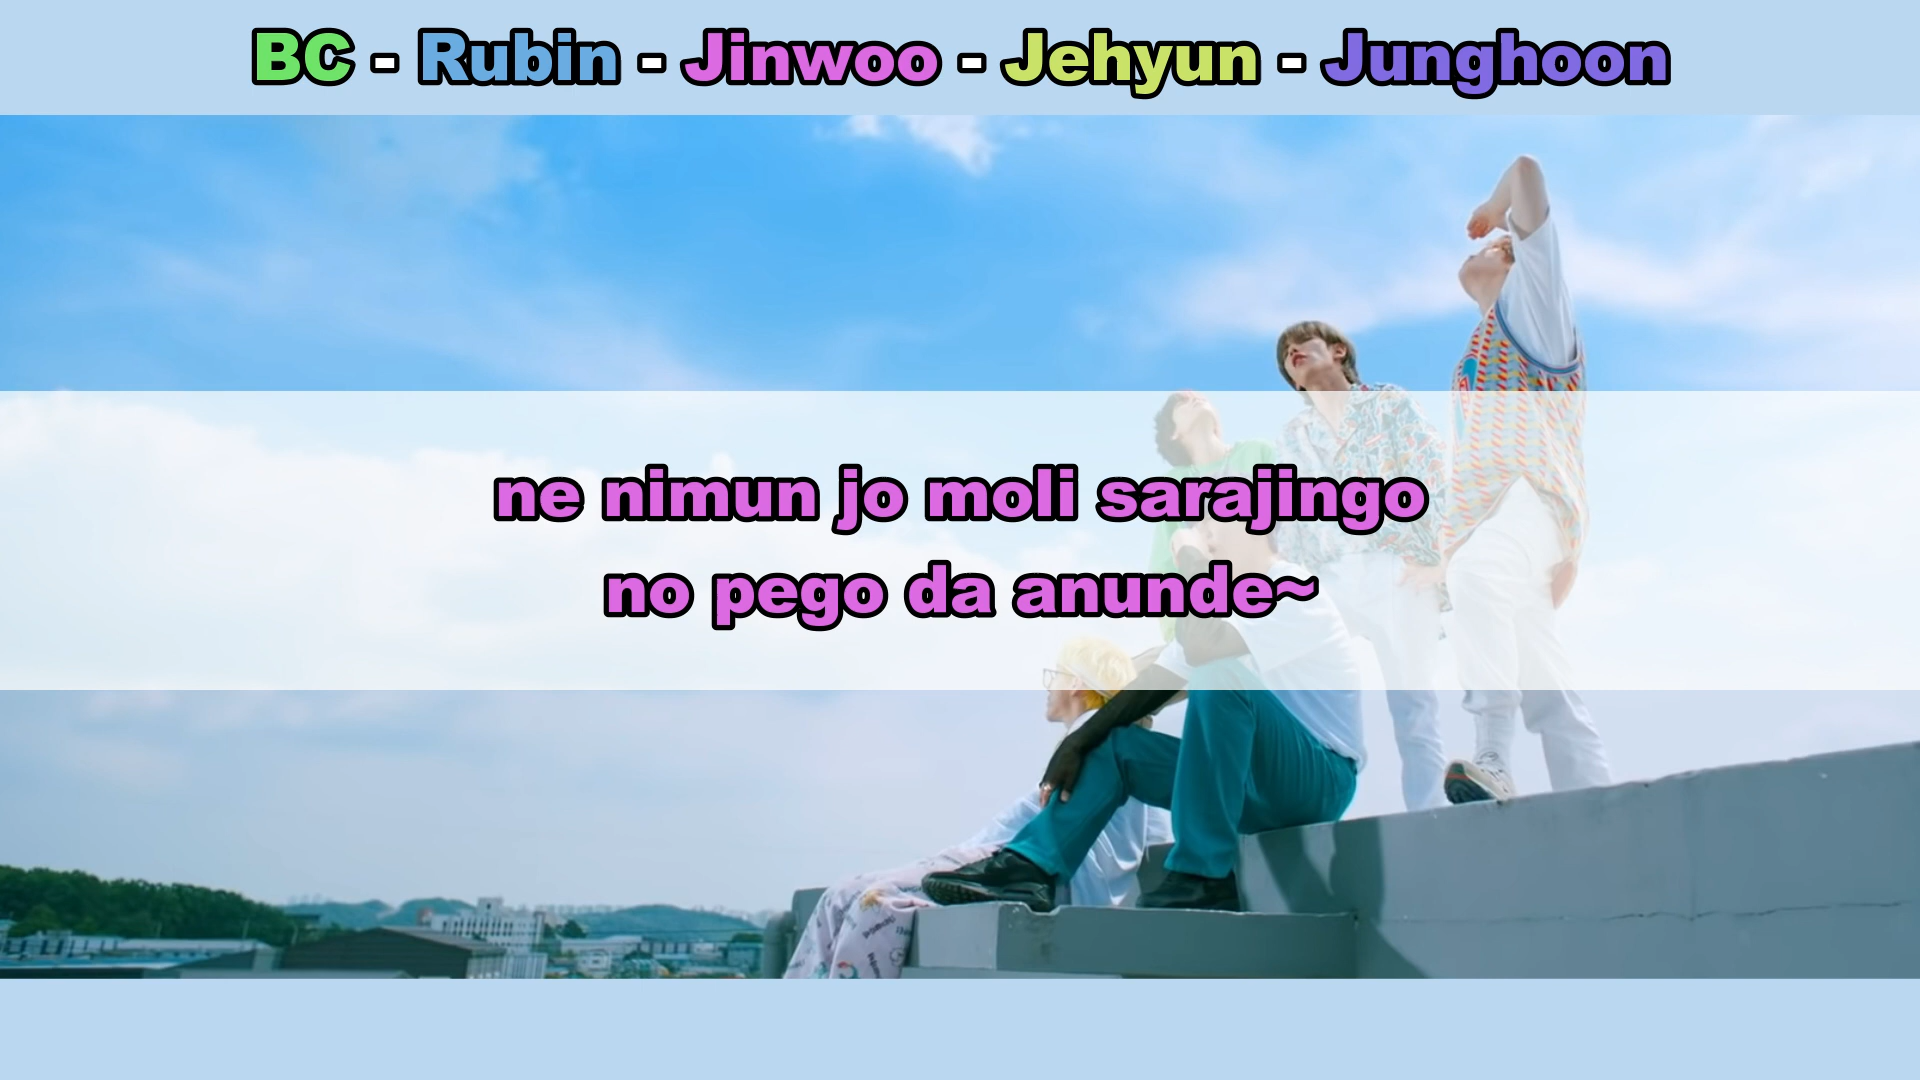 BC - Rubin - Jinwoo - Jehyun - Junghoon
ne nimun jo moli sarajingo
no pego da anunde~